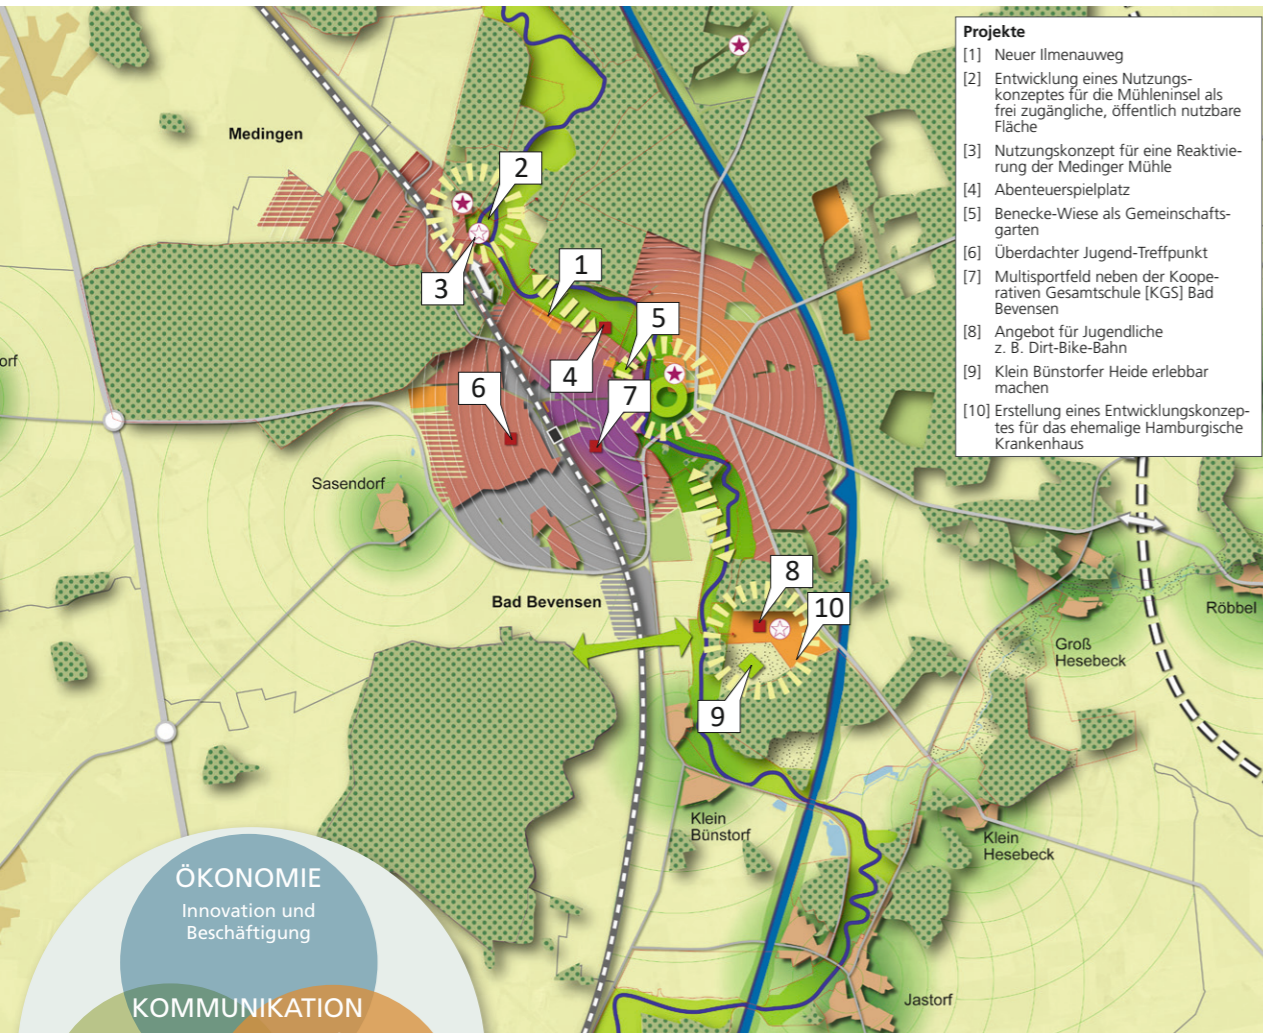 Projekte
[1] Neuer Ilmenauweg
[2] Entwicklung eines Nutzungs-
konzeptes für die Mühleninsel als
frei zugängliche, öffentlich nutzbare
Fläche
[3] Nutzungskonzept für eine Reaktivie-
rung der Medinger Mühle
[4] Abenteuerspielplatz
[5] Benecke-Wiese als Gemeinschafts-
garten
[6] Überdachter Jugend-Treffpunkt
[7] Multisportfeld neben der Koope-
rativen Gesamtschule [KGS] Bad
Bevensen
[8] Angebot für Jugendliche
z. B. Dirt-Bike-Bahn
[9] Klein Bünstorfer Heide erlebbar
machen
[10] Erstellung eines Entwicklungskonzep-
tes für das ehemalige Hamburgische
Krankenhaus
Medingen
2
1
3
5
orf
4
6
7
Sasendorf
8
Bad Bevensen
10
Röbbel
Groß
Hesebeck
9
Klein
Bünstorf
Klein
Hesebeck
Jastorf
ÖKONOMIE
Innovation und
Beschäftigung
KOMMUNIKATION